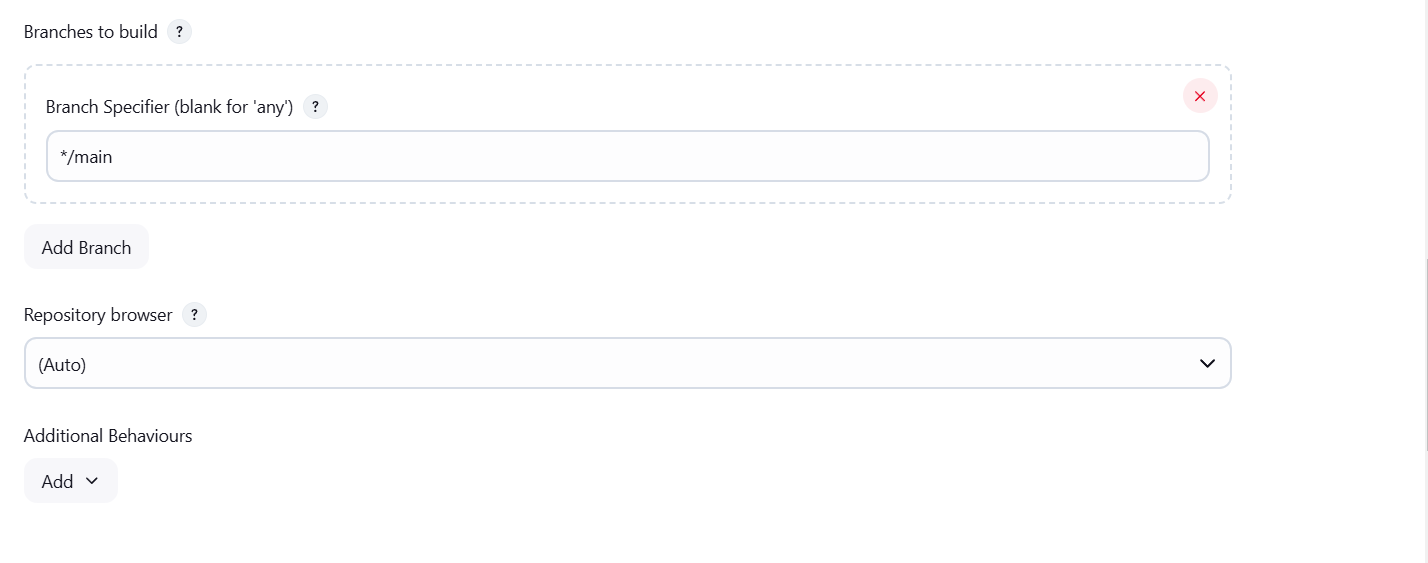 Branches to build ?
Branch Specifier (blank for 'any') ?
*/main
Add Branch
Repository browser ?
(Auto)
Additional Behaviours
Add